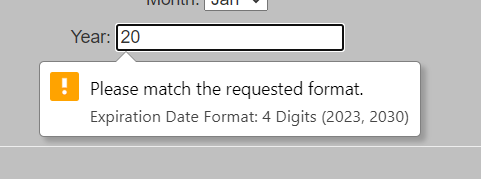 Month: Jan
Year: 20
Please match the requested format.
Expiration Date Format: 4 Digits (2023, 2030)